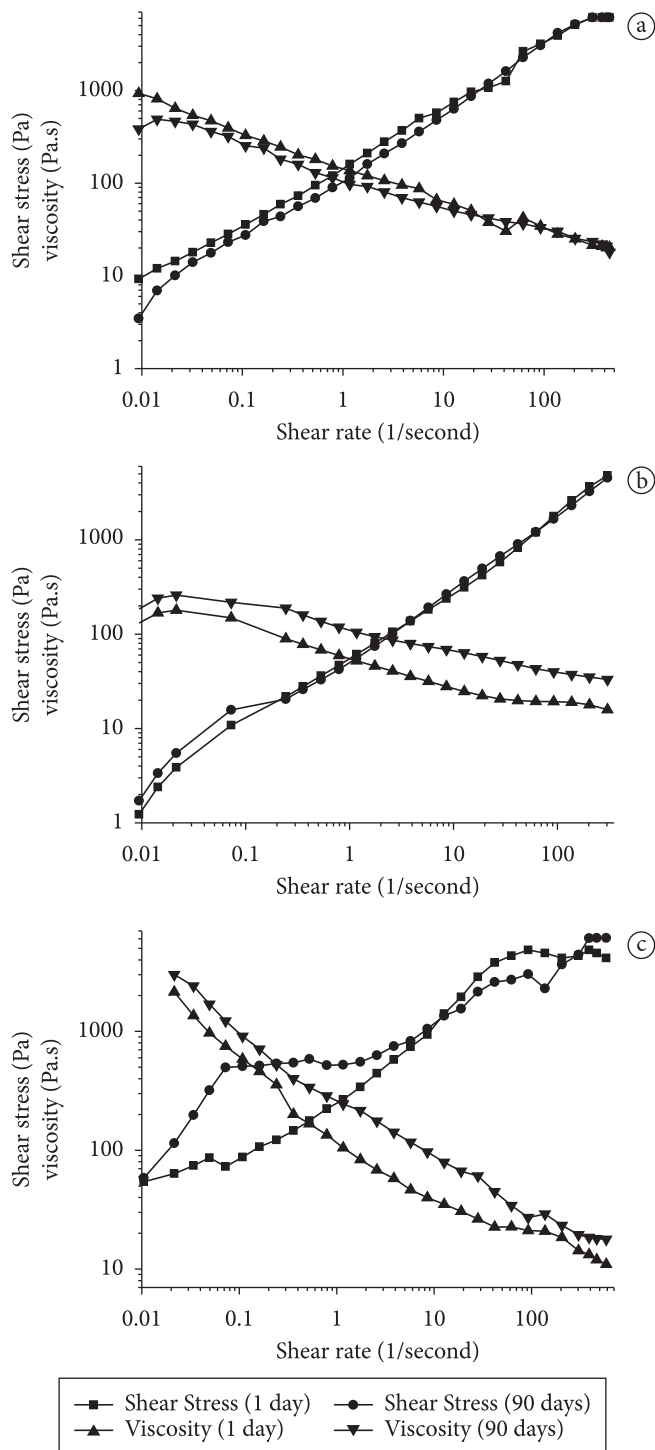 a
1000
100
10
1
Shear stress (Pa)
viscosity (Pa.s)
0.01 0.1 1 10 100
Shear rate (1/second)
b
1000
100
10
1
Shear stress (Pa)
viscosity (Pa.s)
0.01 0.1 1 10 100
Shear rate (1/second)
c
1000
100
10
Shear stress (Pa)
viscosity (Pa.s)
0.01 0.1 1 10 100
Shear rate (1/second)
Shear Stress (1 day) Shear Stress (90 days)
Viscosity (1 day) Viscosity (90 days)